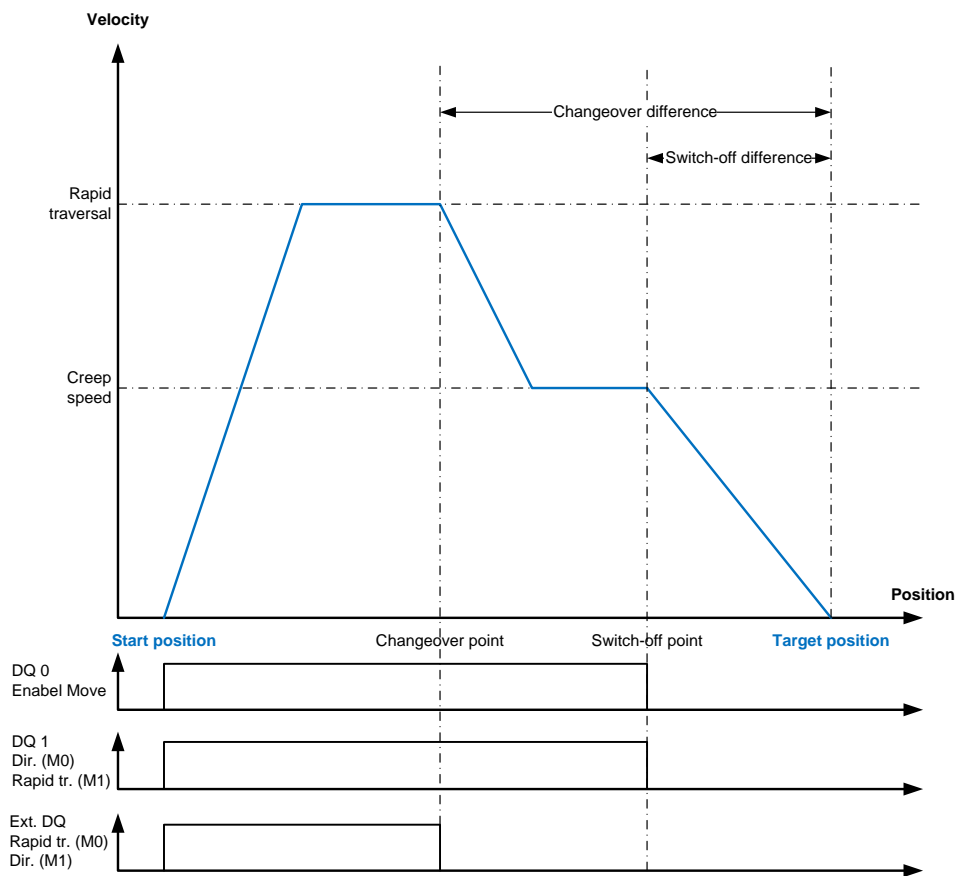 Velocity
Changeover difference
Switch-off difference
Rapid
traversal
Creep
speed
Position
Start position
Changeover point
Switch-off point
Target position
DQ 0
Enabel Move
DQ 1
Dir. (M0)
Rapid tr. (M1)
Ext. DQ
Rapid tr. (M0)
Dir. (M1)